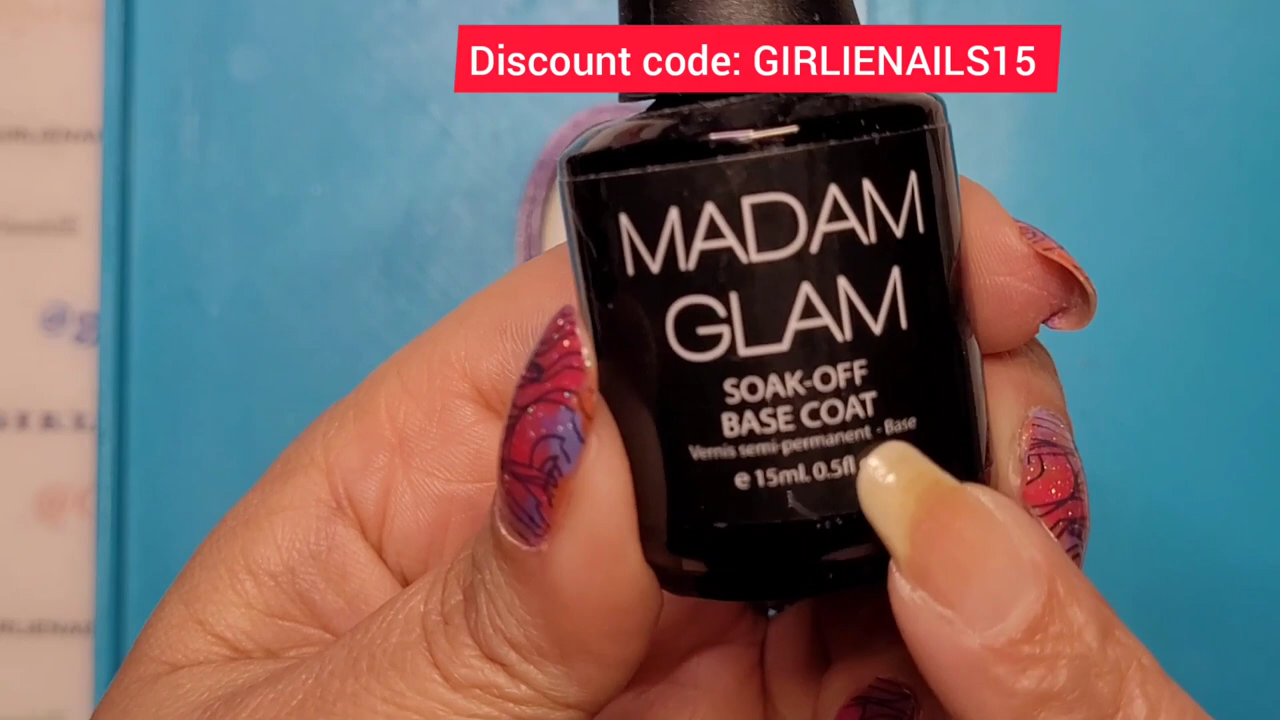 Discount code: GIRLIENAILS15
MADAM
GLAM
SOAK-OFF
BASE COAT
Vernis semi-permanent - Base
e 15ml. 0.5fl